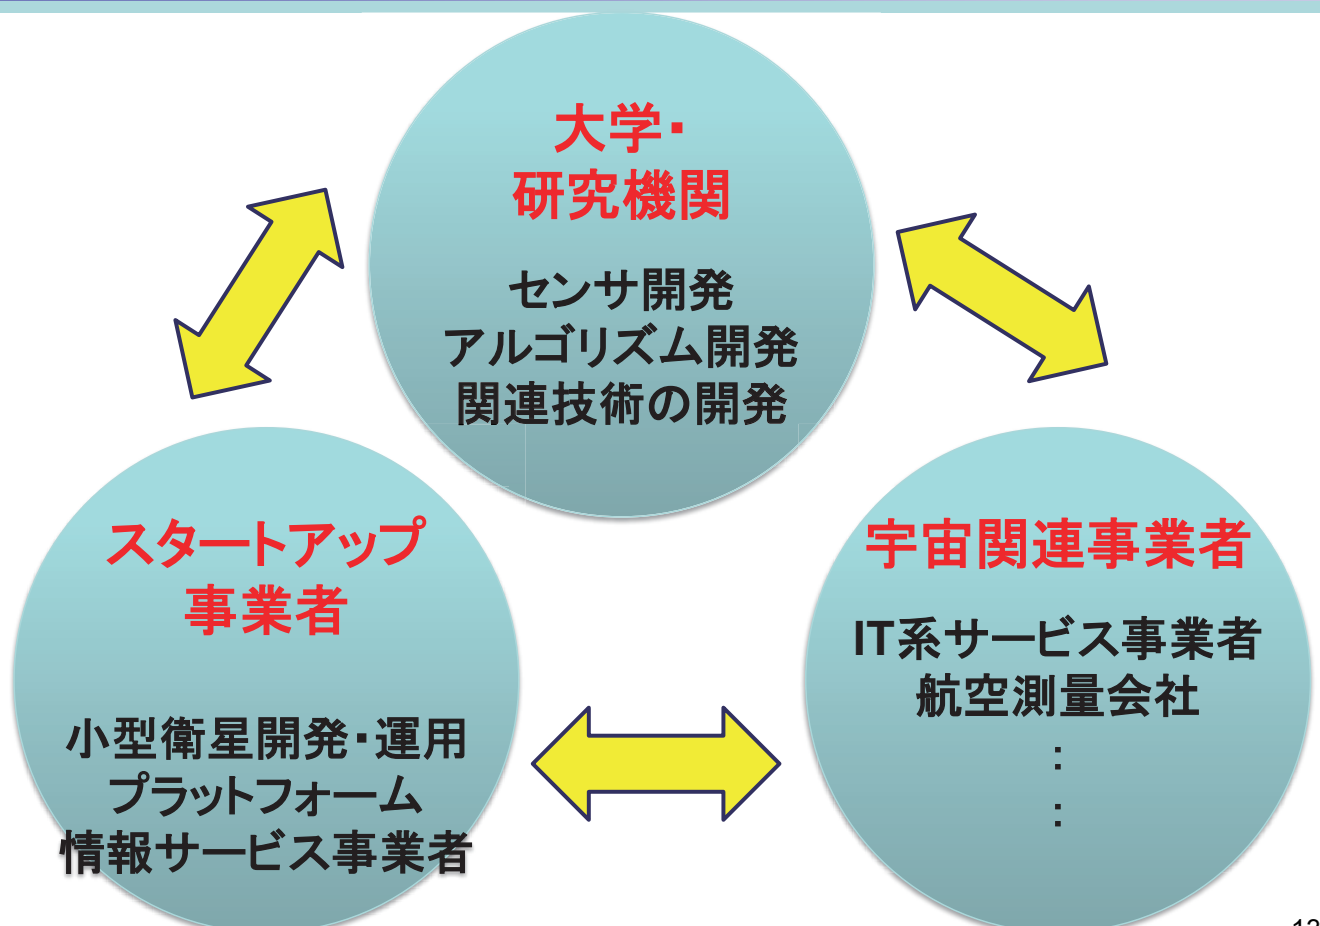 大学・
研究機関
センサ開発
アルゴリズム開発
関連技術の開発
スタートアップ
事業者
小型衛星開発・運用
プラットフォーム
情報サービス事業者
宇宙関連事業者
IT系サービス事業者
航空測量会社
：
：